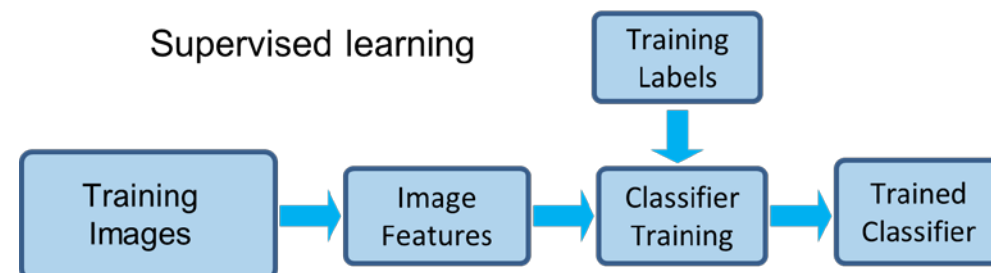 Supervised learning
Training
Labels
Training
Images
Image
Features
Classifier
Training
Trained
Classifier